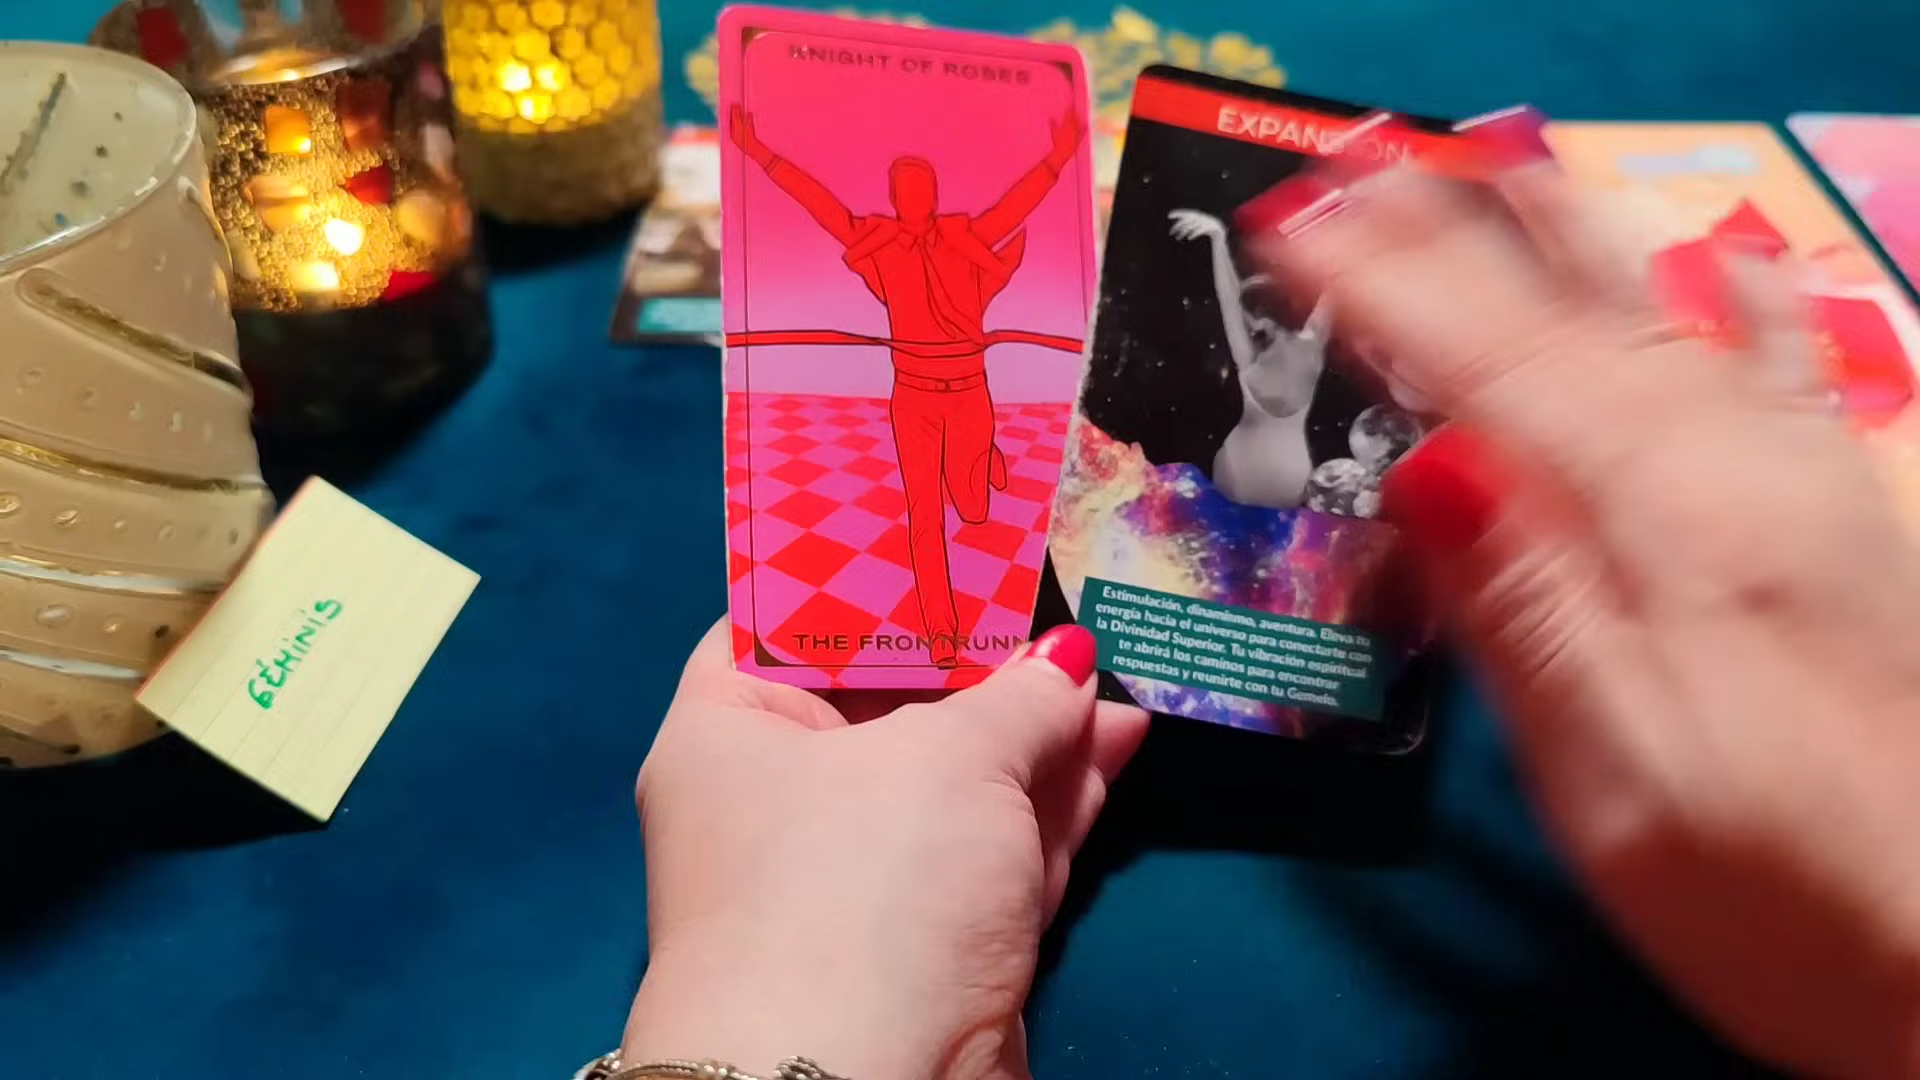 KNIGHT OF ROSES
THE FRONTRUNN
EXPANSION
Estimulación, dinamismo, aventura. Eleva tu
energía hacia el universo para conectarte con
la Divinidad Superior. Tu vibración espiritual
te abrirá los caminos para encontrar
respuestas y reunirte con tu Gemelo.
GÉMINIS